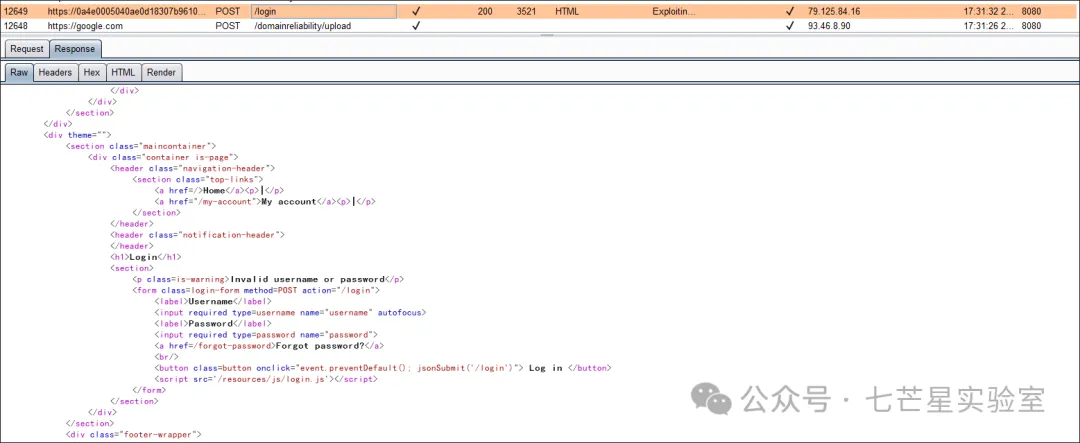 12649 https://0a4e0005040ae0d18307b9610... POST /login ✓ 200 3521 HTML Exploitin... ✓ 79.125.84.16 17:31:32 2... 8080
12648 https://google.com POST /domainreliability/upload ✓ ✓ 93.46.8.90 17:31:26 2... 8080
Request Response
Raw Headers Hex HTML Render
</div>
</div>
</section>
</div>
<div theme="">
<section class="maincontainer">
<div class="container is-page">
<header class="navigation-header">
<section class="top-links">
<a href=/>Home</a><p>|</p>
<a href="/my-account">My account</a><p>|</p>
</section>
</header>
<header class="notification-header">
</header>
<h1>Login</h1>
<section>
<p class=is-warning>Invalid username or password</p>
<form class=login-form method=POST action="/login">
<label>Username</label>
<input required type=username name="username" autofocus>
<label>Password</label>
<input required type=password name="password">
<a href=/forgot-password>Forgot password?</a>
<br/>
<button class=button onclick="event.preventDefault(); jsonSubmit('/login')"> Log in </button>
<script src='/resources/js/login.js'></script>
</form>
</section>
</div>
</section>
<div class="footer-wrapper">
公众号 · 七芒星实验室